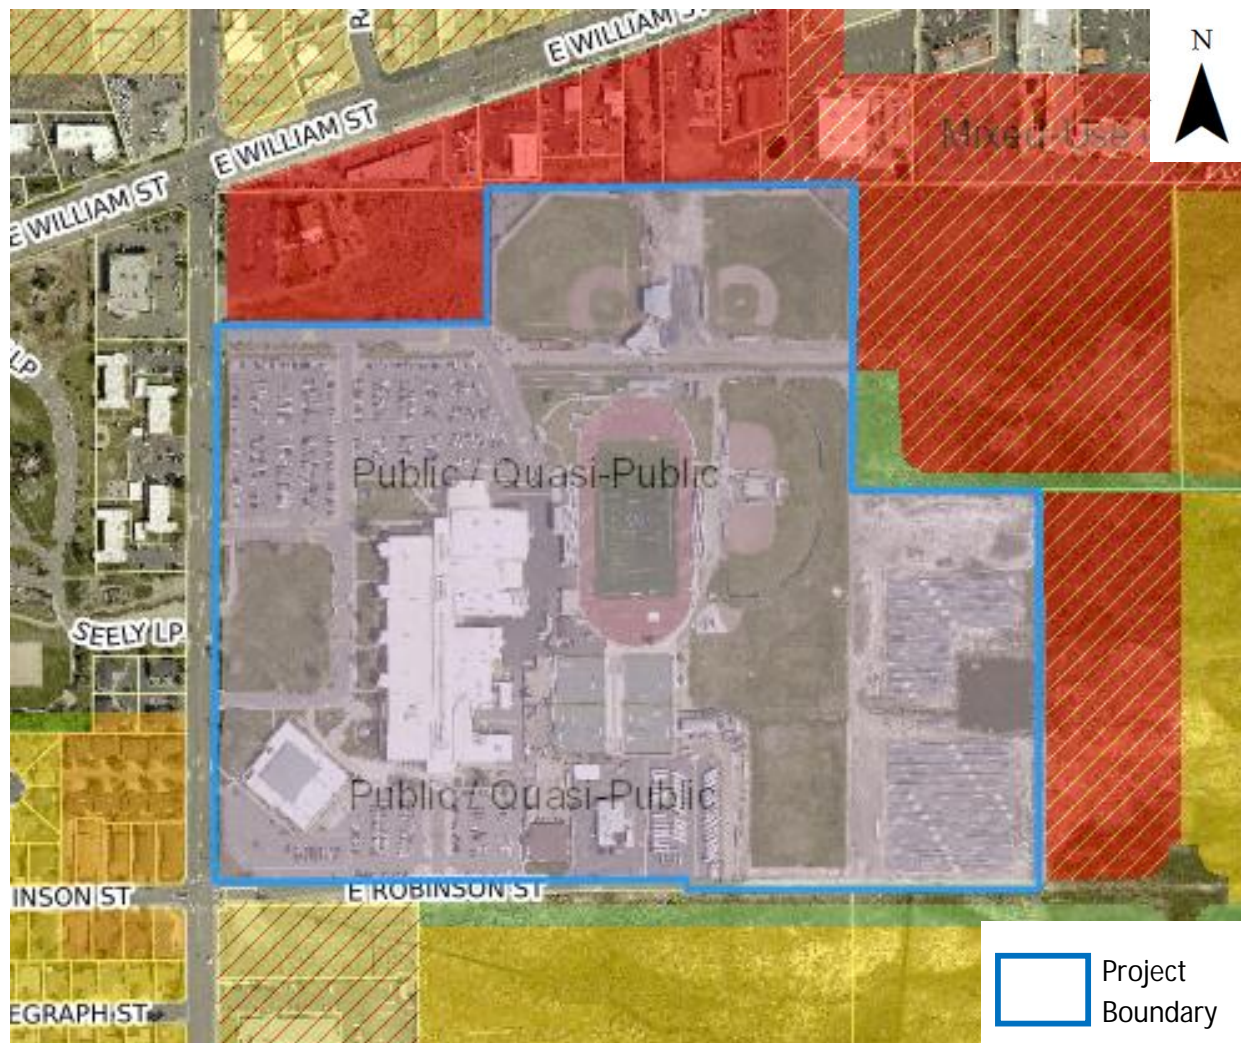 E WILLIAM ST
N
E WILLIAM ST
Mixed-Use
E WILLIAM ST
LP
Public / Quasi-Public
SEELY LP
Public / Quasi-Public
INSON ST
E ROBINSON ST
EGRAPH ST
Project
Boundary